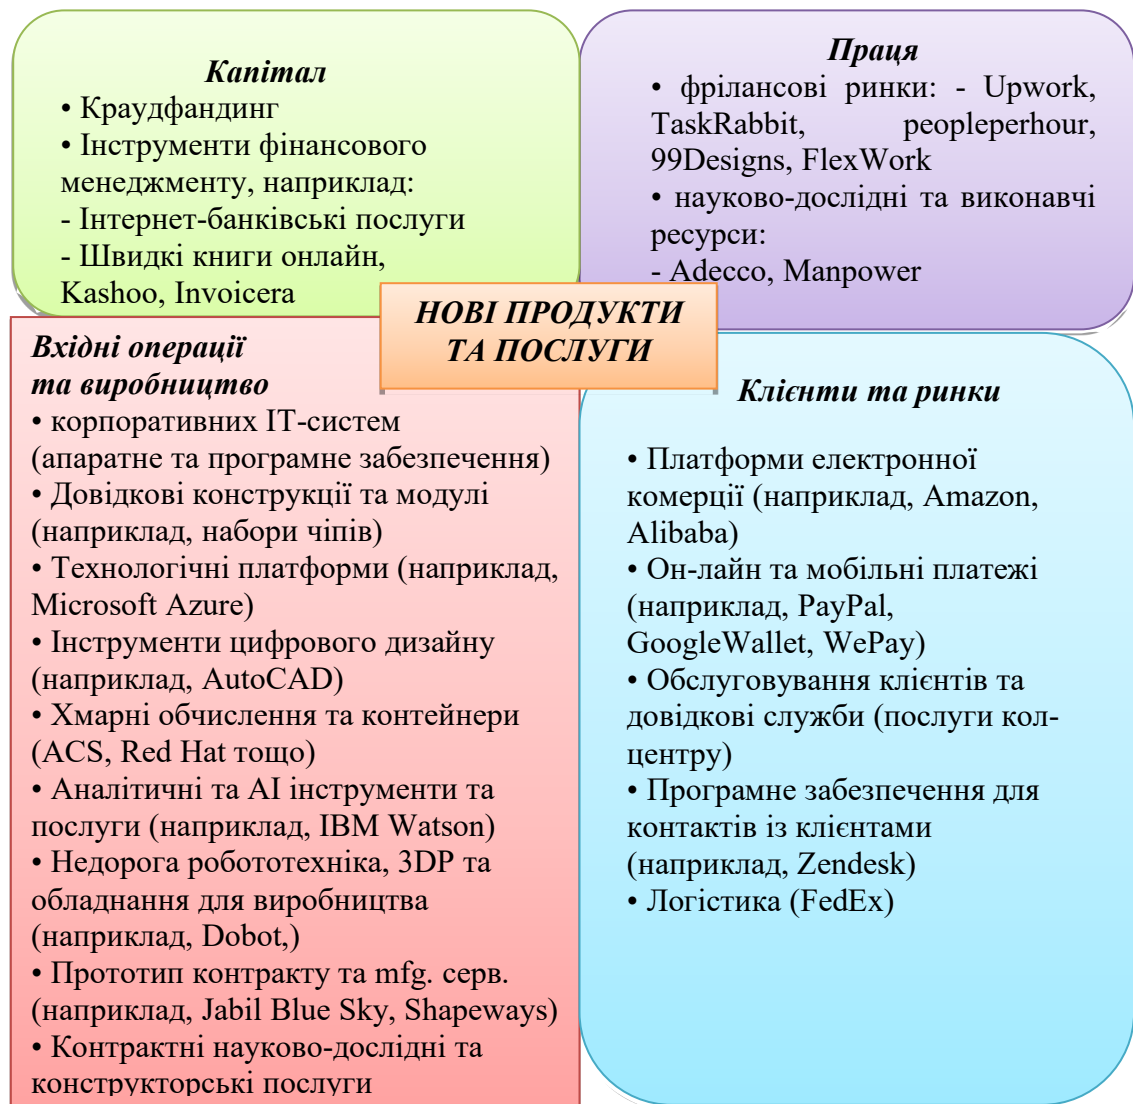 Капітал
• Краудфандинг
• Інструменти фінансового
менеджменту, наприклад:
- Інтернет-банківські послуги
- Швидкі книги онлайн,
Kashoo, Invoicera
Праця
• фрілансові ринки: - Upwork,
TaskRabbit, peopleperhour,
99Designs, FlexWork
• науково-дослідні та виконавчі
ресурси:
- Adecco, Manpower
НОВІ ПРОДУКТИ
ТА ПОСЛУГИ
Вхідні операції
та виробництво
• корпоративних ІТ-систем
(апаратне та програмне забезпечення)
• Довідкові конструкції та модулі
(наприклад, набори чіпів)
• Технологічні платформи (наприклад,
Microsoft Azure)
• Інструменти цифрового дизайну
(наприклад, AutoCAD)
• Хмарні обчислення та контейнери
(ACS, Red Hat тощо)
• Аналітичні та AI інструменти та
послуги (наприклад, IBM Watson)
• Недорога робототехніка, 3DP та
обладнання для виробництва
(наприклад, Dobot,)
• Прототип контракту та mfg. серв.
(наприклад, Jabil Blue Sky, Shapeways)
• Контрактні науково-дослідні та
конструкторські послуги
Клієнти та ринки
• Платформи електронної
комерції (наприклад, Amazon,
Alibaba)
• Он-лайн та мобільні платежі
(наприклад, PayPal,
GoogleWallet, WePay)
• Обслуговування клієнтів та
довідкові служби (послуги кол-
центру)
• Програмне забезпечення для
контактів із клієнтами
(наприклад, Zendesk)
• Логістика (FedEx)